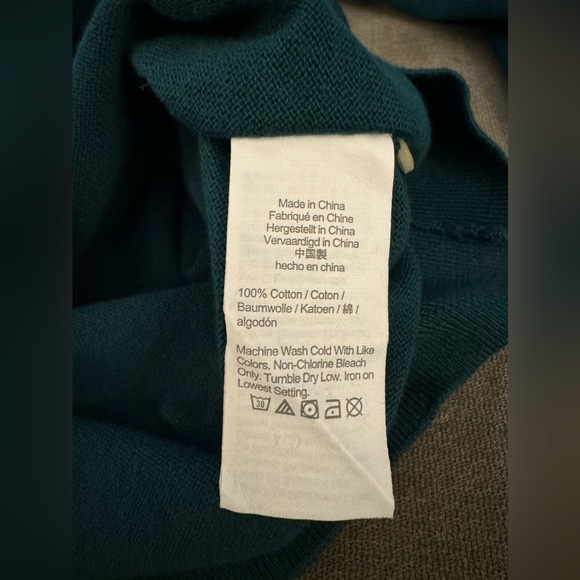 Made in China
Fabriqué en Chine
Hergestellt in China
Vervaardigd in China
中国製
hecho en china
100% Cotton / Coton /
Baumwolle / Katoen / 綿 /
algodón
Machine Wash Cold With Like
Colors. Non-Chlorine Bleach
Only. Tumble Dry Low. Iron on
Lowest Setting.
30